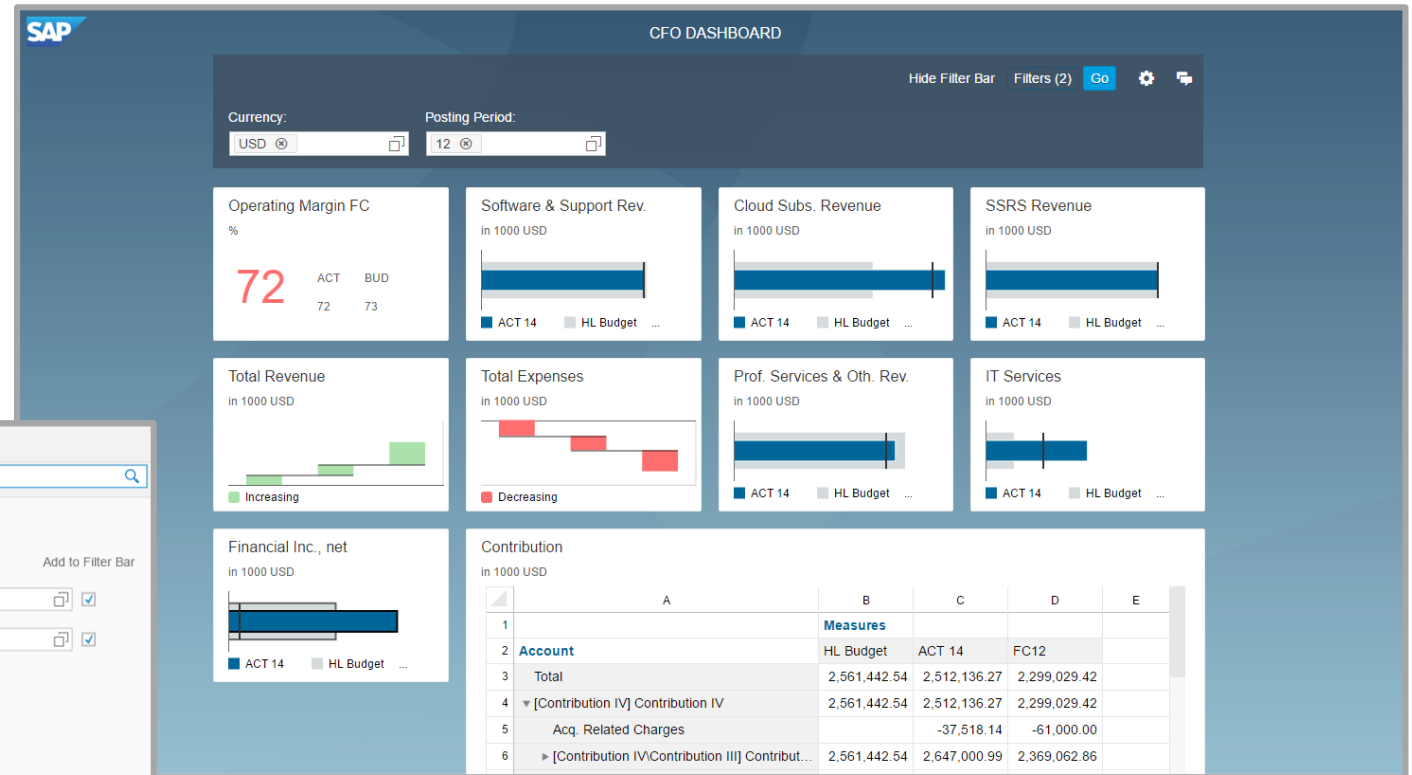 SAP
CFO DASHBOARD
Hide Filter Bar Filters (2) Go
Currency: Posting Period:
USD 12
Operating Margin FC
%
72
ACT BUD
72 73
Software & Support Rev.
in 1000 USD
ACT 14 HL Budget ...
Cloud Subs. Revenue
in 1000 USD
ACT 14 HL Budget ...
SSRS Revenue
in 1000 USD
ACT 14 HL Budget ...
Total Revenue
in 1000 USD
Increasing
Total Expenses
in 1000 USD
Decreasing
Prof. Services & Oth. Rev.
in 1000 USD
ACT 14 HL Budget ...
IT Services
in 1000 USD
ACT 14 HL Budget ...
Add to Filter Bar
Financial Inc., net
in 1000 USD
ACT 14 HL Budget ...
Contribution
in 1000 USD
A B C D E
1 Measures
2 Account HL Budget ACT 14 FC12
3 Total 2,561,442.54 2,512,136.27 2,299,029.42
4 [Contribution IV] Contribution IV 2,561,442.54 2,512,136.27 2,299,029.42
5 Acq. Related Charges -37,518.14 -61,000.00
6 [Contribution IV\Contribution III] Contribut... 2,561,442.54 2,647,000.99 2,369,062.86